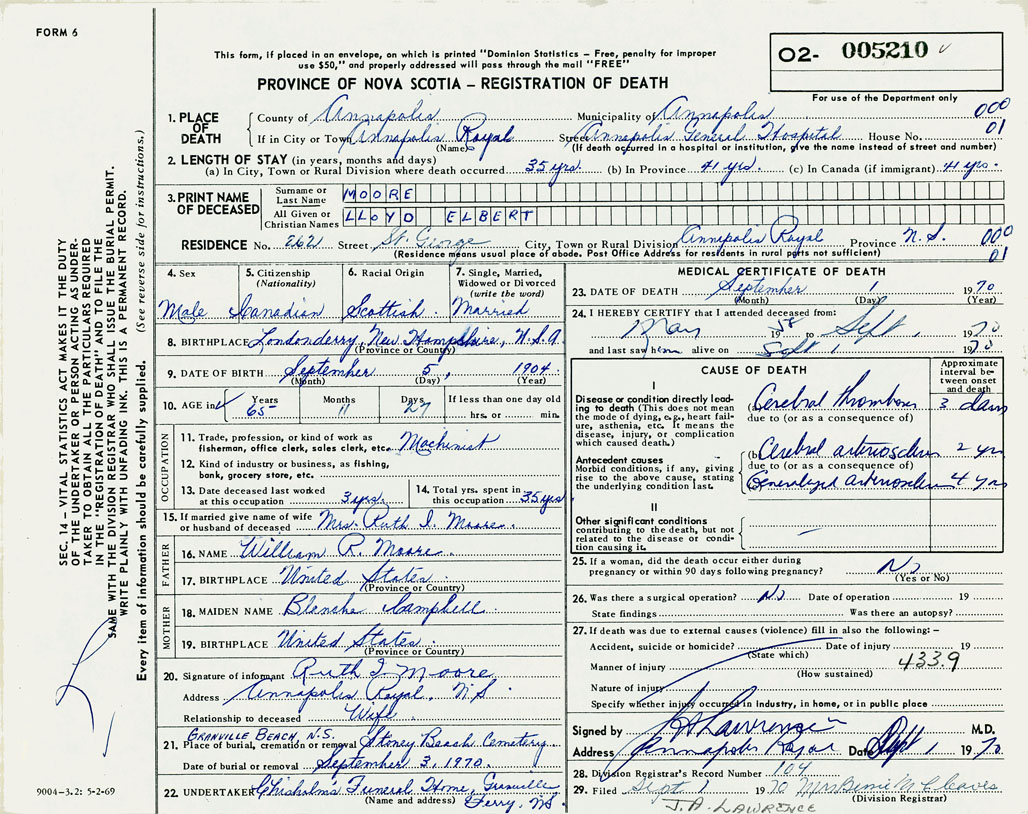 FORM 6
This form, if placed in an envelope, on which is printed "Dominion Statistics – Free, penalty for improper
use $50," and properly addressed will pass through the mail "FREE"
O2- 005210
For use of the Department only
PROVINCE OF NOVA SCOTIA – REGISTRATION OF DEATH
1. PLACE OF DEATH
County of Annapolis Municipality of Annapolis 000
If in City or Town Annapolis Royal Street Annapolis General Hospital House No. 01
(Name) (If death occurred in a hospital or institution, give the name instead of street and number)
2. LENGTH OF STAY (in years, months and days)
(a) In City, Town or Rural Division where death occurred 35 yrs. (b) In Province 41 yrs. (c) In Canada (if immigrant) 41 yrs.
3. PRINT NAME OF DECEASED
Surname or Last Name MOORE
All Given or Christian Names LLOYD ELBERT
RESIDENCE No. 262 Street St. George City, Town or Rural Division Annapolis Royal Province N.S. 000
(Residence means usual place of abode. Post Office Address for residents in rural parts not sufficient) 01
4. Sex
Male
5. Citizenship (Nationality)
Canadian
6. Racial Origin
Scottish
7. Single, Married, Widowed or Divorced (write the word)
Married
8. BIRTHPLACE Londonderry, New Hampshire, U.S.A.
(Province or Country)
9. DATE OF BIRTH September 5, 1904
(Month) (Day) (Year)
10. AGE in Years Months Days If less than one day old
65 11 27 hrs. or min.
OCCUPATION
11. Trade, profession, or kind of work as
fisherman, office clerk, sales clerk, etc. Machinist
12. Kind of industry or business, as fishing,
bank, grocery store, etc.
13. Date deceased last worked
at this occupation 3 yrs.
14. Total yrs. spent in
this occupation 35 yrs
15. If married give name of wife
or husband of deceased Mrs. Ruth I. Moore.
FATHER
16. NAME William R. Moore.
17. BIRTHPLACE United States
(Province or Country)
MOTHER
18. MAIDEN NAME Blanche Campbell
19. BIRTHPLACE United States.
(Province or Country)
20. Signature of informant Ruth I Moore
Address Annapolis Royal, N.S.
Relationship to deceased Wife
GRANVILLE BEACH, N.S.
21. Place of burial, cremation or removal Stoney Beach Cemetery
Date of burial or removal September 3, 1970.
22. UNDERTAKER Chisholm's Funeral Home, Granville
(Name and address) Ferry, NS.
MEDICAL CERTIFICATE OF DEATH
23. DATE OF DEATH September 1 1970
(Month) (Day) (Year)
24. I HEREBY CERTIFY that I attended deceased from:
May 1958 to Sept 1 1970
and last saw him alive on Sept 1 1970
CAUSE OF DEATH
Approximate interval between onset and death
I
Disease or condition directly leading
to death (This does not mean
the mode of dying, e.g., heart failure,
asthenia, etc. It means the
disease, injury, or complication
which caused death.
(a) Cerebral thrombosis 3 days
due to (or as a consequence of)
Antecedent causes
Morbid conditions, if any, giving
rise to the above cause, stating
the underlying condition last.
(b) Cerebral arterioscler 2 yrs
due to (or as a consequence of)
(c) Generalized arterioscler 4 yrs
II
Other significant conditions
contributing to the death, but not
related to the disease or condition
causing it.
25. If a woman, did the death occur either during
pregnancy or within 90 days following pregnancy? No
(Yes or No)
26. Was there a surgical operation? No Date of operation 19
State findings Was there an autopsy?
27. If death was due to external causes (violence) fill in also the following:–
Accident, suicide or homicide? Date of injury 19
(State which)
Manner of injury 433.9
(How sustained)
Nature of injury
Specify whether injury occurred in industry, in home, or in public place
Signed by J A Lawrence M.D.
Address Annapolis Royal Date Sept 1 1970
28. Division Registrar's Record Number 104
29. Filed Sept 1 1970 Mrs Cleaves
(Division Registrar)
J. A. LAWRENCE
SEC. 14 – VITAL STATISTICS ACT MAKES IT THE DUTY
OF THE UNDERTAKER OR PERSON ACTING AS UNDER-
TAKER TO OBTAIN ALL THE PARTICULARS REQUIRED
IN THE "REGISTRATION OF DEATH" AND TO FILE THE
SAME WITH THE DIVISION REGISTRAR WHO SHALL ISSUE THE BURIAL PERMIT.
WRITE PLAINLY WITH UNFADING INK. THIS IS A PERMANENT RECORD.
Every item of information should be carefully supplied. (See reverse side for instructions.)
9004-3.2: 5-2-69